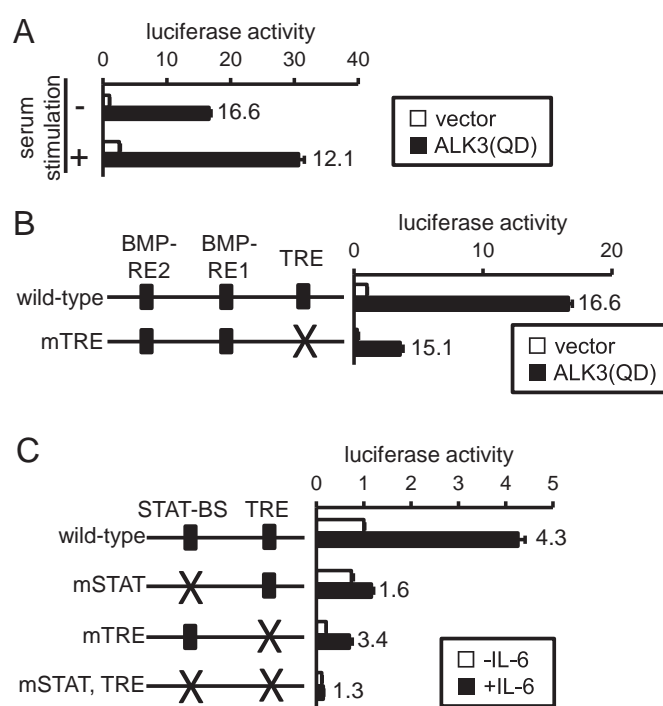 A
luciferase activity
0 10 20 30 40
serum
stimulation
-
16.6
+
12.1
vector
ALK3(QD)
B
luciferase activity
BMP-
RE2
BMP-
RE1
TRE
0 10 20
wild-type
16.6
mTRE
15.1
vector
ALK3(QD)
C
luciferase activity
0 1 2 3 4 5
STAT-BS TRE
wild-type
4.3
mSTAT
1.6
mTRE
3.4
mSTAT, TRE
1.3
-IL-6
+IL-6